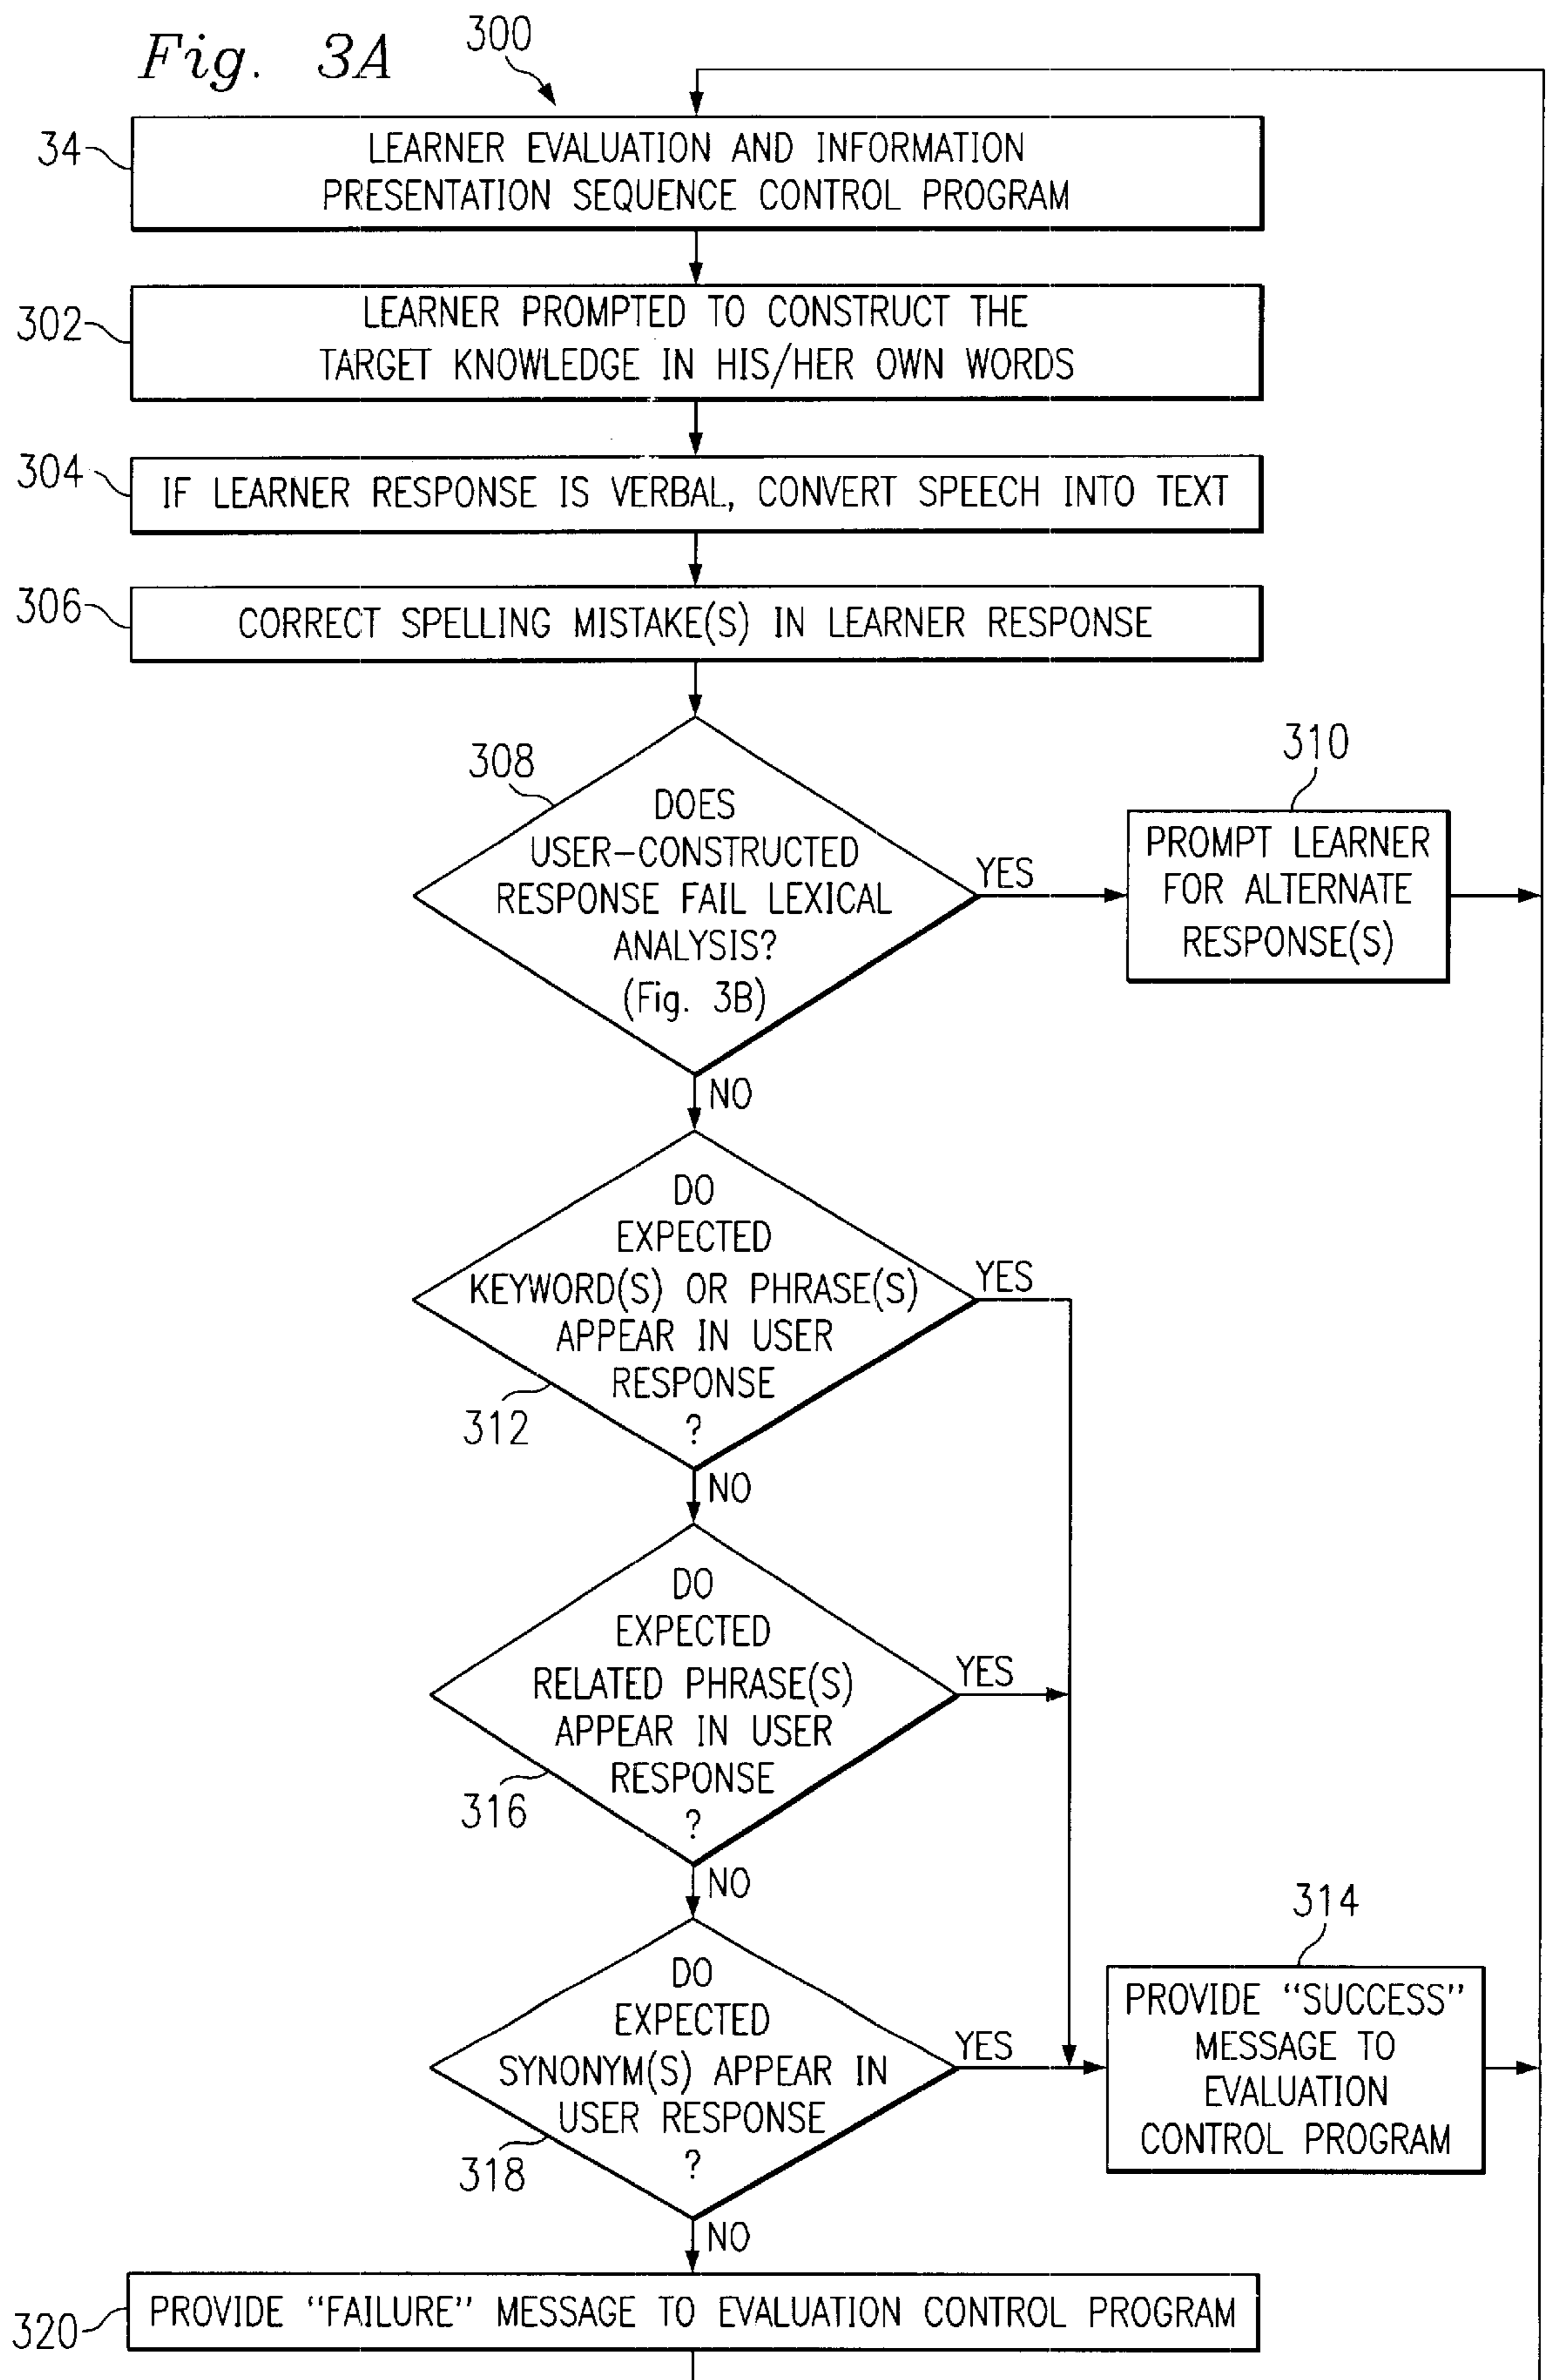 Fig. 3A
300
34
LEARNER EVALUATION AND INFORMATION
PRESENTATION SEQUENCE CONTROL PROGRAM
302
LEARNER PROMPTED TO CONSTRUCT THE
TARGET KNOWLEDGE IN HIS/HER OWN WORDS
304
IF LEARNER RESPONSE IS VERBAL, CONVERT SPEECH INTO TEXT
306
CORRECT SPELLING MISTAKE(S) IN LEARNER RESPONSE
308
DOES
USER-CONSTRUCTED
RESPONSE FAIL LEXICAL
ANALYSIS?
(Fig. 3B)
YES
310
PROMPT LEARNER
FOR ALTERNATE
RESPONSE(S)
NO
DO
EXPECTED
KEYWORD(S) OR PHRASE(S)
APPEAR IN USER
RESPONSE
?
312
YES
NO
DO
EXPECTED
RELATED PHRASE(S)
APPEAR IN USER
RESPONSE
?
316
YES
NO
DO
EXPECTED
SYNONYM(S) APPEAR IN
USER RESPONSE
?
318
YES
314
PROVIDE “SUCCESS”
MESSAGE TO
EVALUATION
CONTROL PROGRAM
NO
320
PROVIDE “FAILURE” MESSAGE TO EVALUATION CONTROL PROGRAM